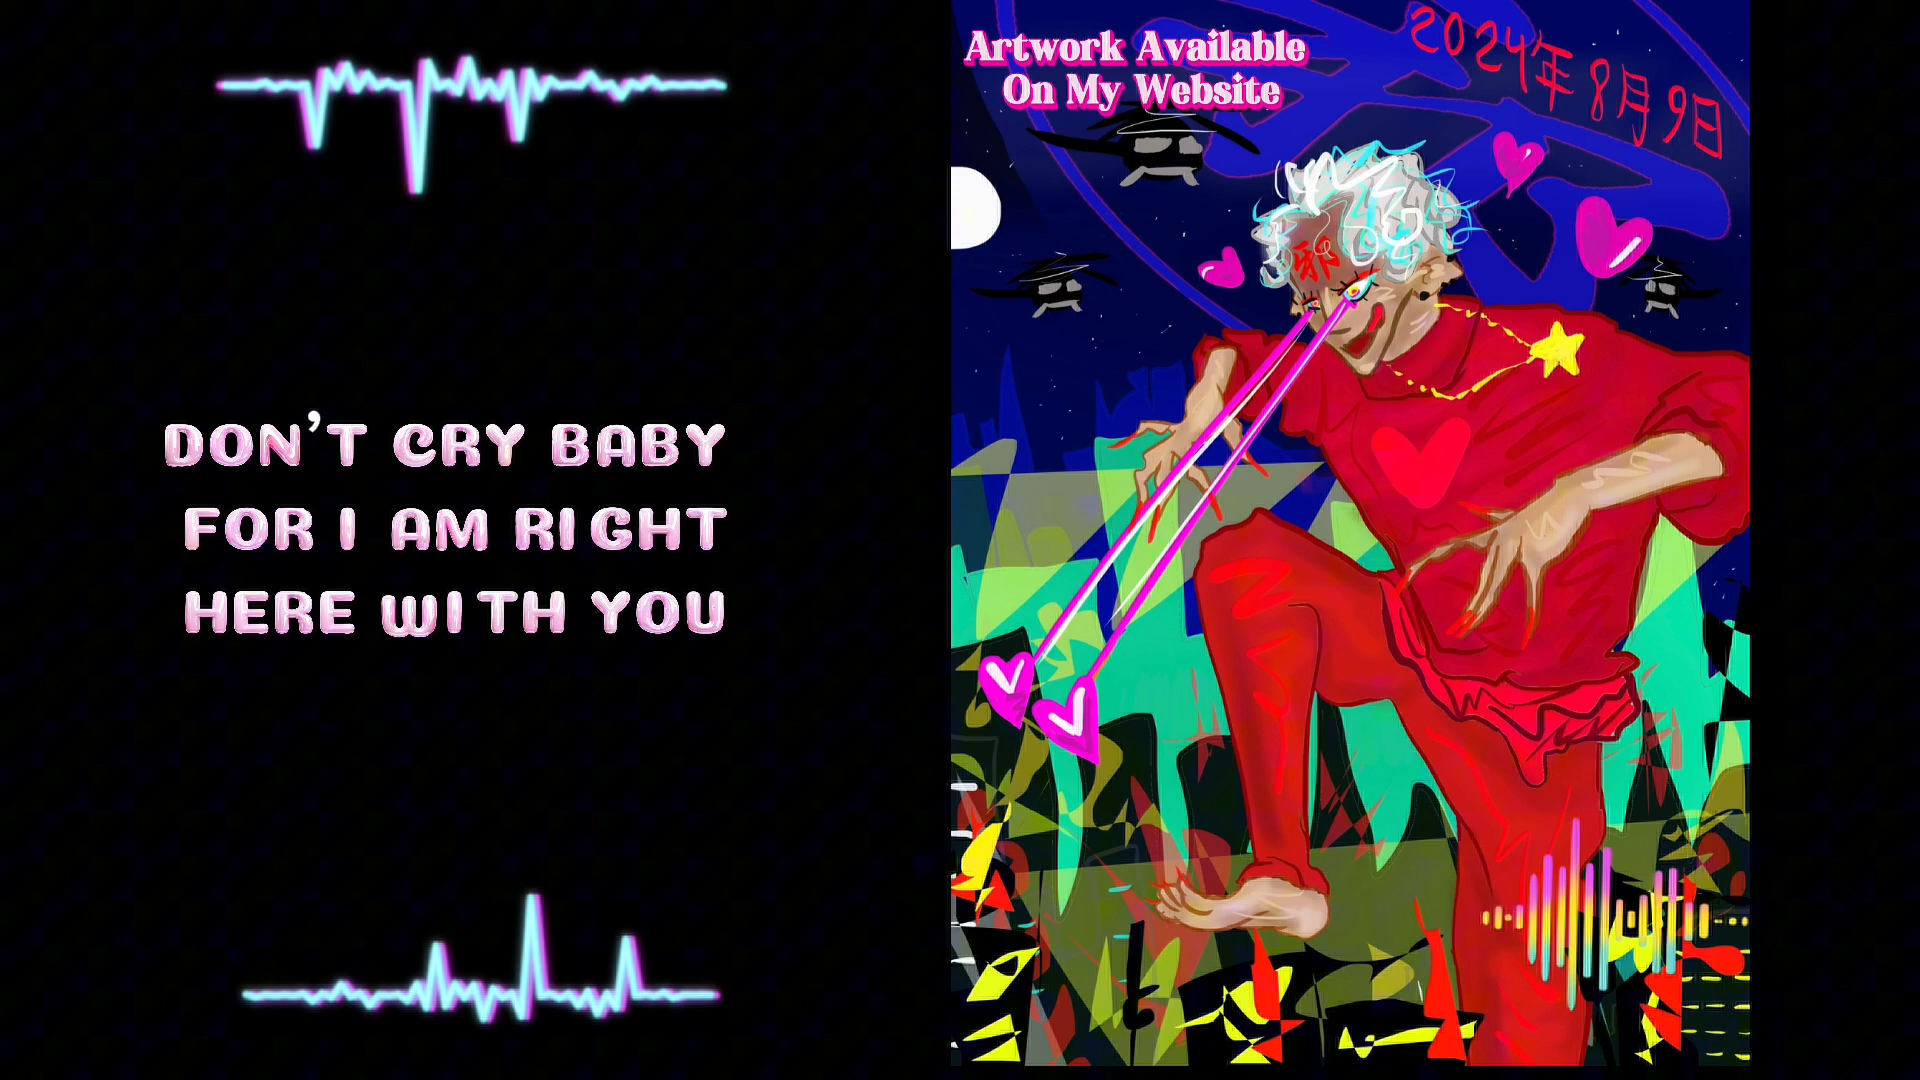 DON'T CRY BABY
FOR I AM RIGHT
HERE WITH YOU
Artwork Available
On My Website
2024年8月9日
邪